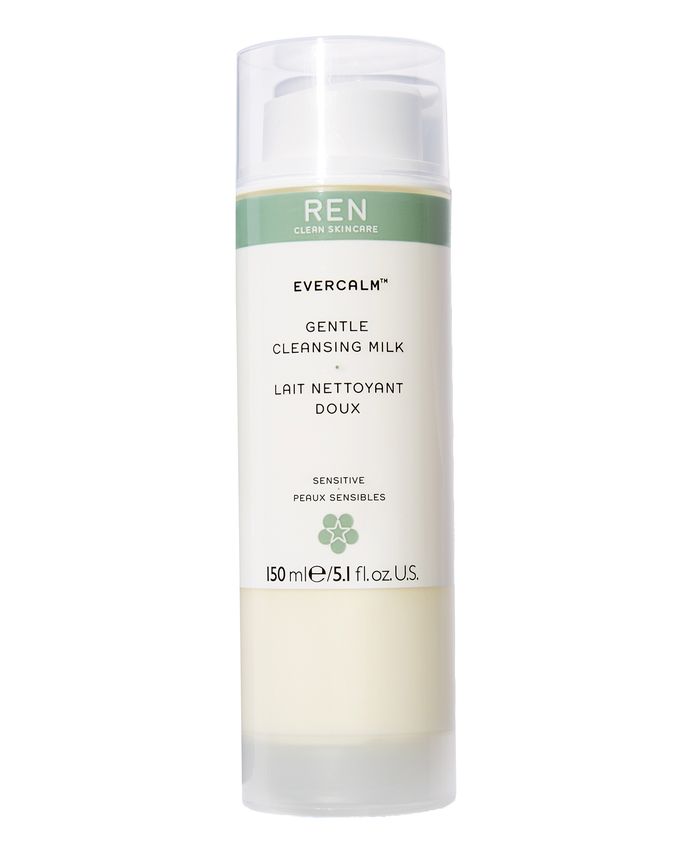 REN
CLEAN SKINCARE
EVERCALM™
GENTLE
CLEANSING MILK
·
LAIT NETTOYANT
DOUX
SENSITIVE
·
PEAUX SENSIBLES
150 ml℮/5.1 fl.oz.U.S.